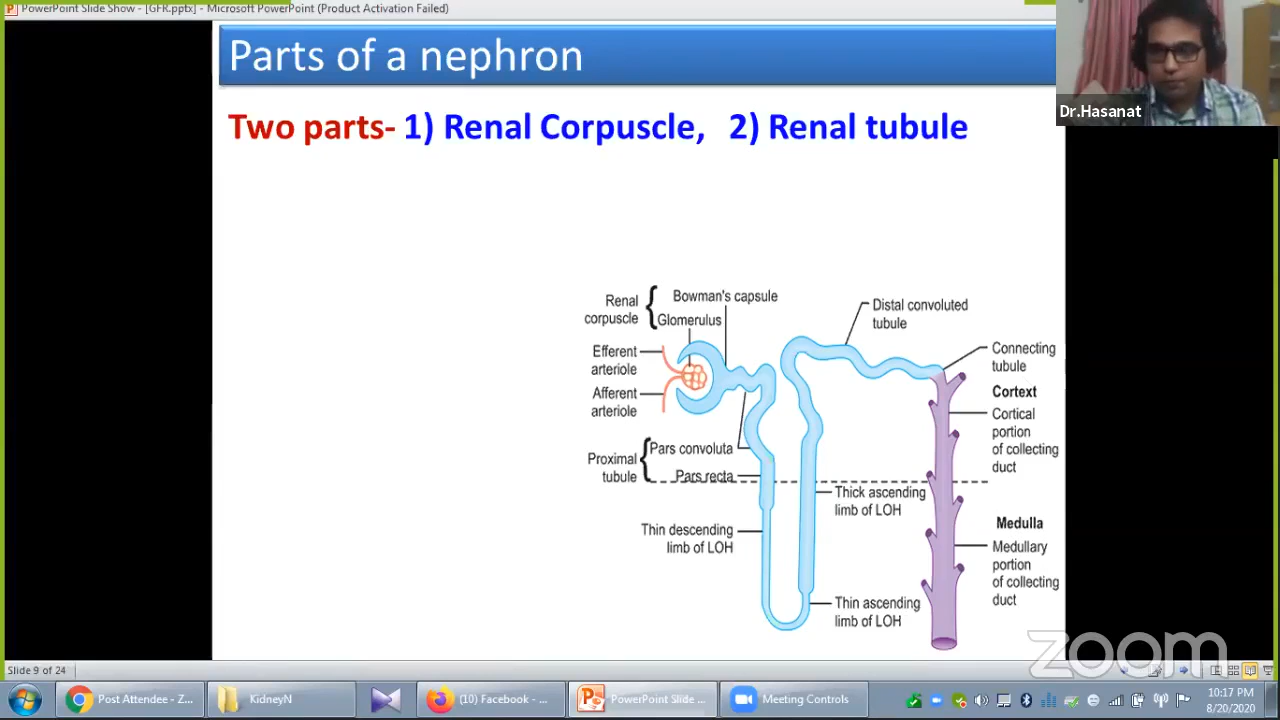 PowerPoint Slide Show - [GFR.pptx] - Microsoft PowerPoint (Product Activation Failed)
Parts of a nephron
Dr.Hasanat
Two parts- 1) Renal Corpuscle, 2) Renal tubule
Renal
corpuscle
Bowman's capsule
Glomerulus
Efferent
arteriole
Afferent
arteriole
Proximal
tubule
Pars convoluta
Pars recta
Thin descending
limb of LOH
Distal convoluted
tubule
Connecting
tubule
Cortext
Cortical
portion
of collecting
duct
Thick ascending
limb of LOH
Medulla
Medullary
portion
of collecting
duct
Thin ascending
limb of LOH
zoom
Slide 9 of 24
Post Attendee - Z...
KidneyN
(10) Facebook - ...
PowerPoint Slide ...
Meeting Controls
10:17 PM
8/20/2020